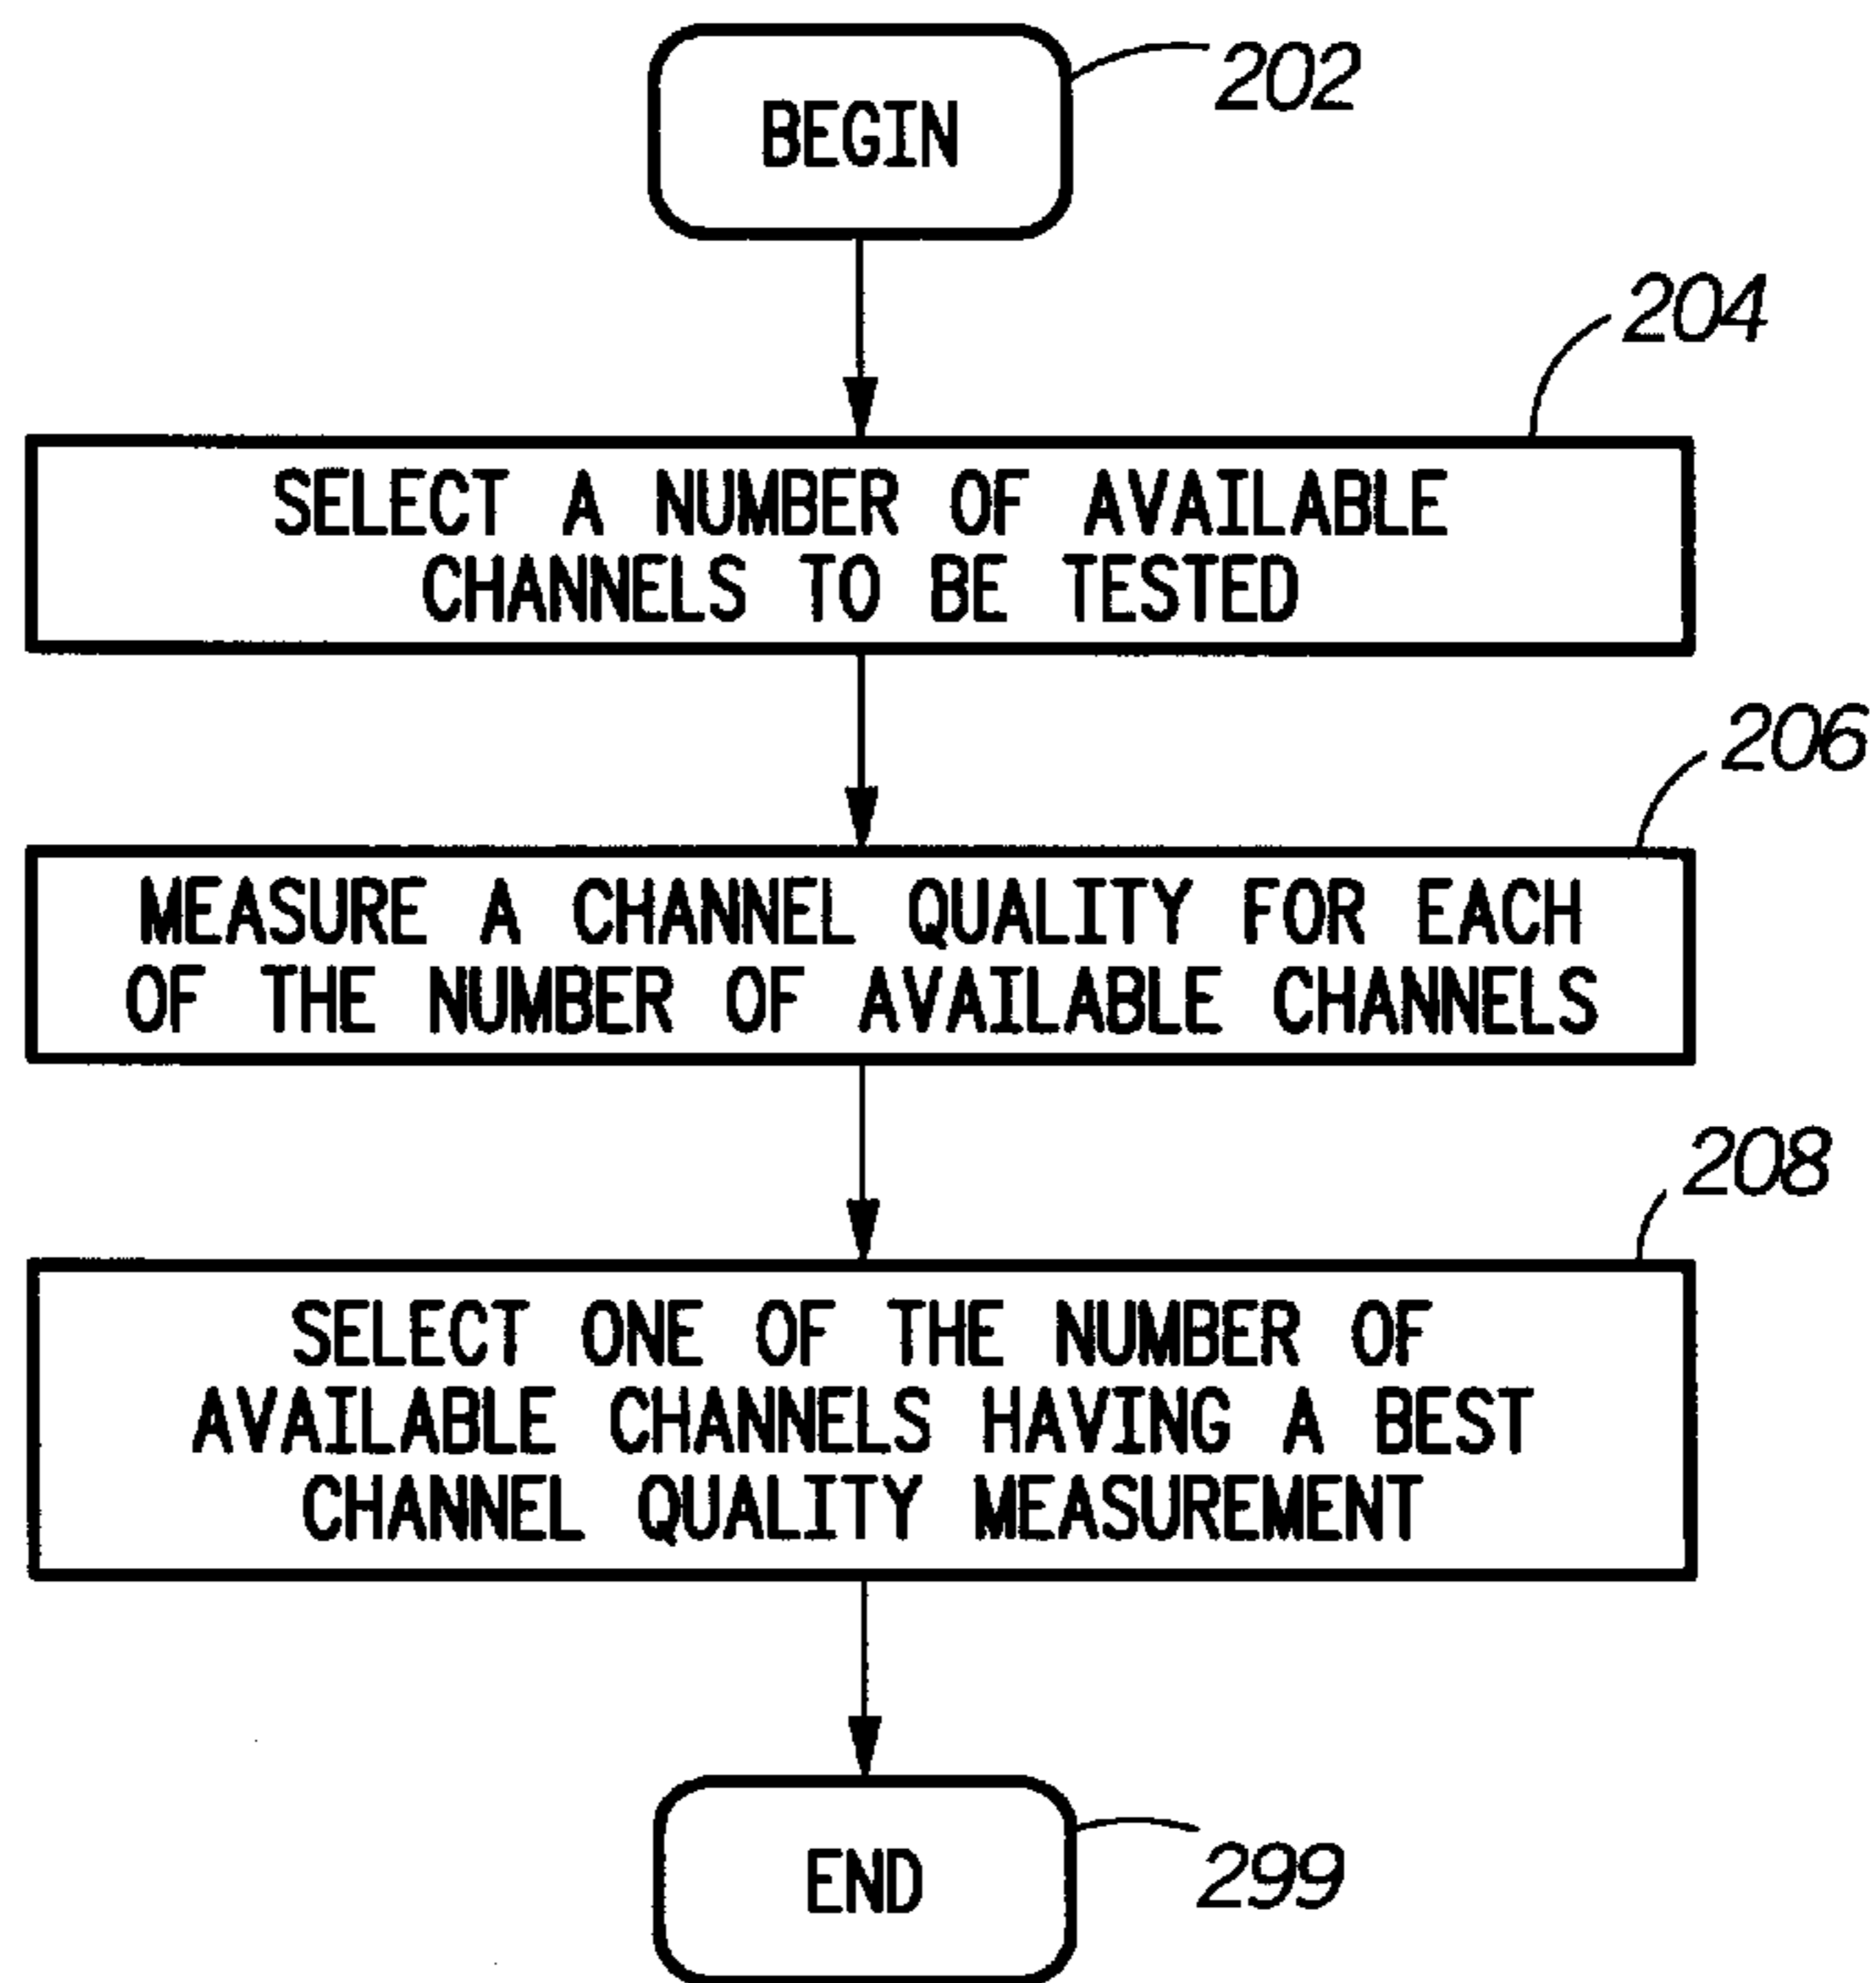 BEGIN
202
204
SELECT A NUMBER OF AVAILABLE
CHANNELS TO BE TESTED
206
MEASURE A CHANNEL QUALITY FOR EACH
OF THE NUMBER OF AVAILABLE CHANNELS
208
SELECT ONE OF THE NUMBER OF
AVAILABLE CHANNELS HAVING A BEST
CHANNEL QUALITY MEASUREMENT
END
299